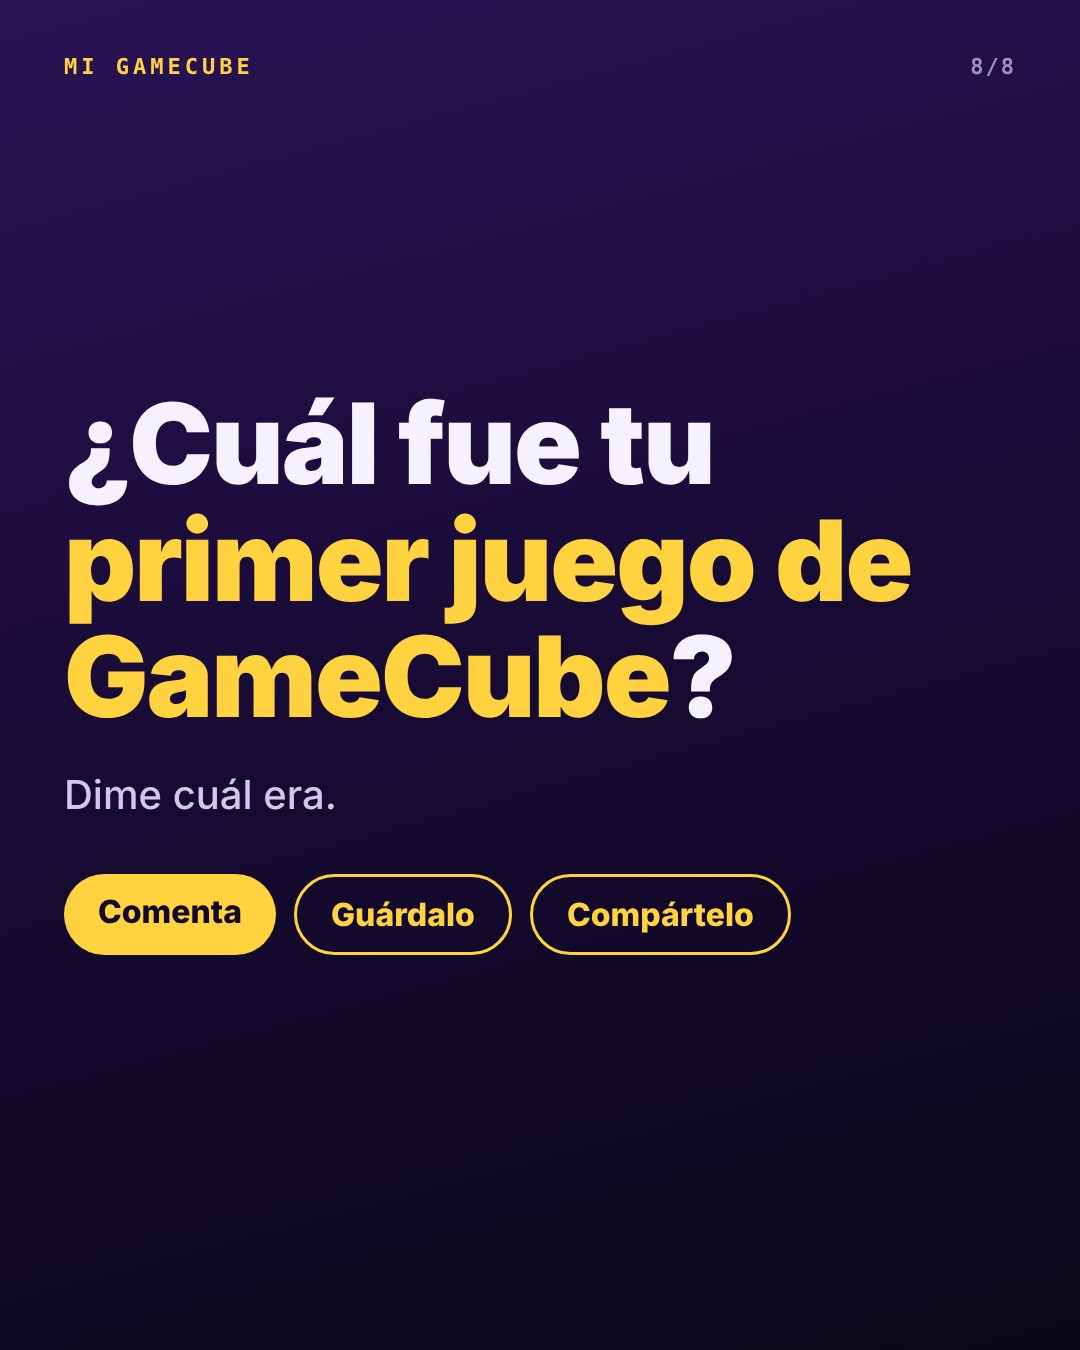 MI GAMECUBE
8/8
¿Cuál fue tu
primer juego de
GameCube?
Dime cuál era.
Comenta
Guárdalo
Compártelo